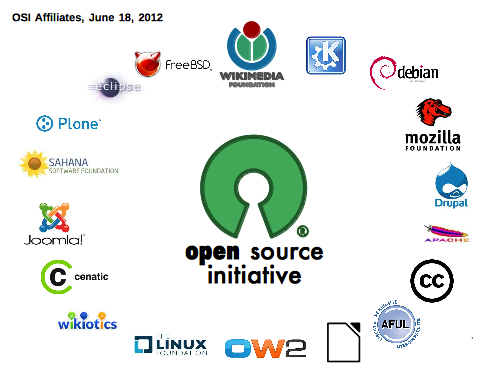 OSI Affiliates, June 18, 2012
FreeBSD
WIKIMEDIA
FOUNDATION
K
debian
eclipse
mozilla
FOUNDATION
Plone
SAHANA
SOFTWARE FOUNDATION
Drupal
Joomla!
APACHE
open source
initiative
®
C cenatic
cc
wikiotics
AFUL
LINUX
FOUNDATION
OW2